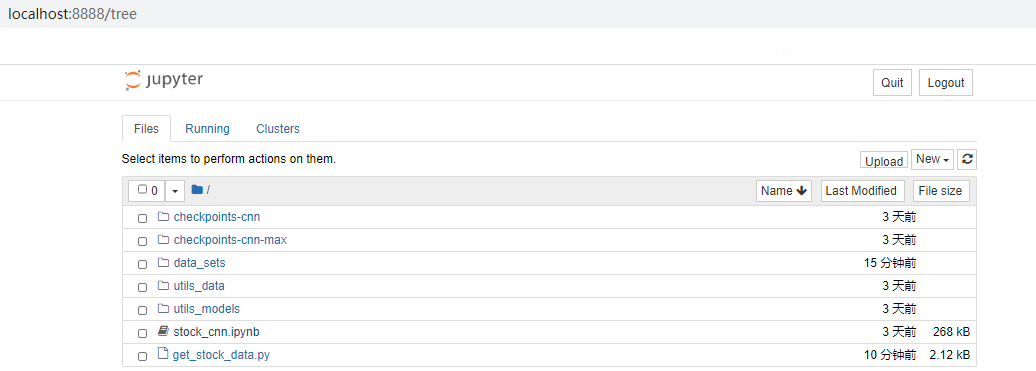 localhost:8888/tree
jupyter
Quit Logout
Files Running Clusters
Select items to perform actions on them.
Upload New
0 / Name Last Modified File size
checkpoints-cnn 3 天前
checkpoints-cnn-max 3 天前
data_sets 15 分钟前
utils_data 3 天前
utils_models 3 天前
stock_cnn.ipynb 3 天前 268 kB
get_stock_data.py 10 分钟前 2.12 kB